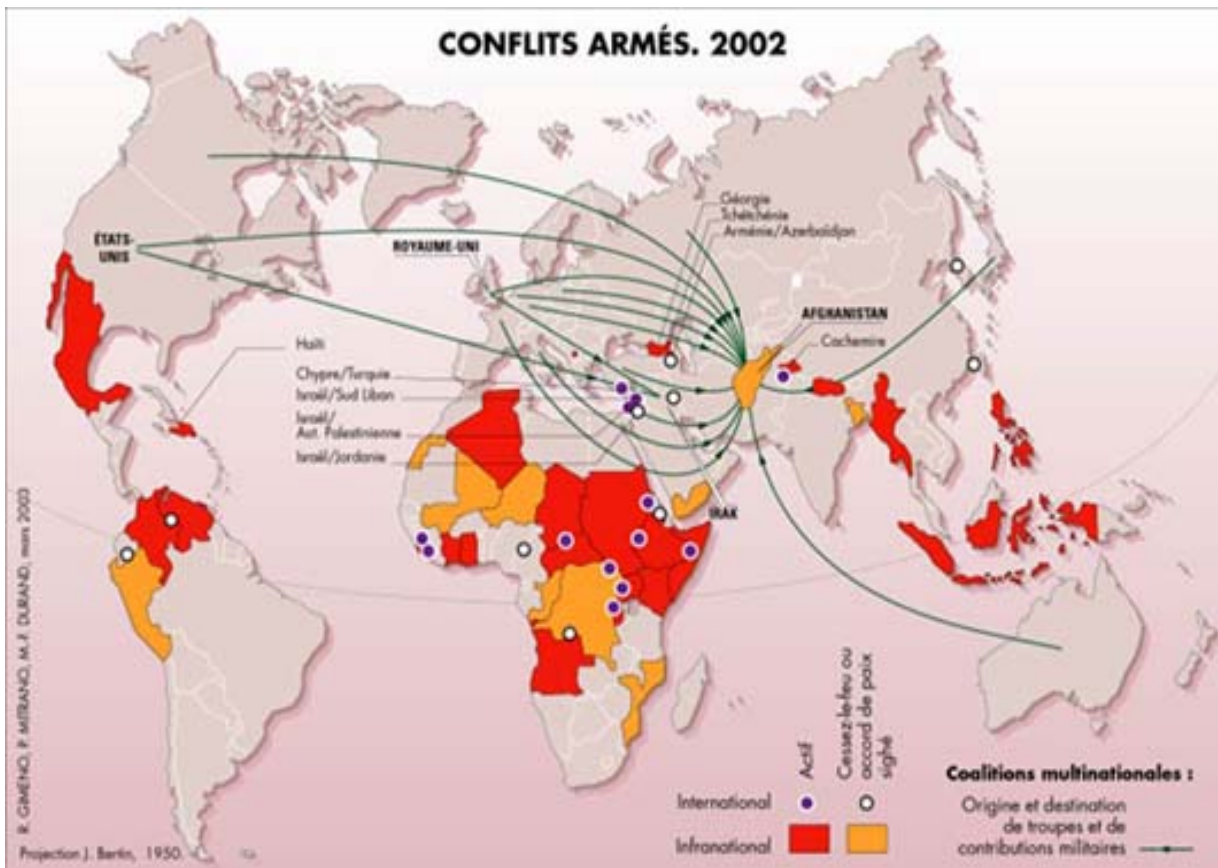 CONFLITS ARMÉS. 2002
Géorgie
Tchétchénie
Arménie/Azerbaïdjan
ÉTATS-
UNIS
ROYAUME-UNI
AFGHANISTAN
Cachemire
Haïti
Chypre/Turquie
Israël/Sud Liban
Israël/
Aut. Palestinienne
Israël/Jordanie
IRAK
R. GIMENO, P. MITRANO, M.-F. DURAND, mars 2003
Projection J. Bertin, 1950.
Actif
Cessez-le-feu ou
accord de paix
sighé
International
Infranational
Coalitions multinationales :
Origine et destination
de troupes et de
contributions militaires